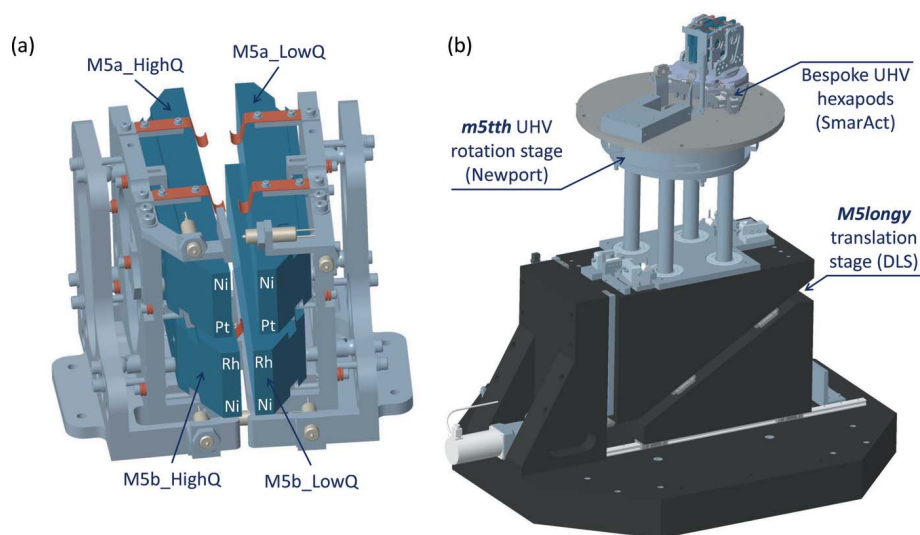 (a)
M5a_HighQ
M5a_LowQ
Ni
Ni
Pt
Pt
Rh
Rh
Ni
Ni
M5b_HighQ
M5b_LowQ
(b)
Bespoke UHV
hexapods
(SmarAct)
m5tth UHV
rotation stage
(Newport)
M5longy
translation
stage (DLS)